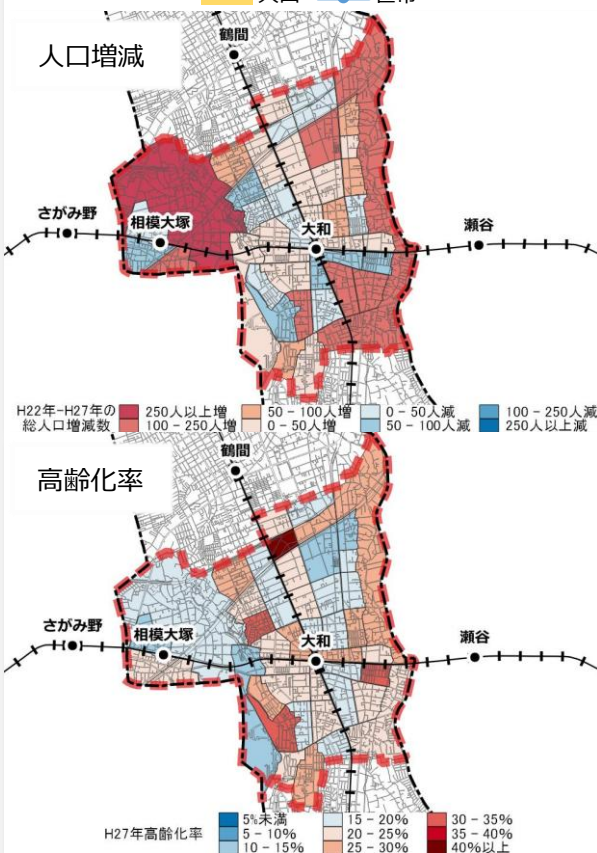 人口増減
鶴間
さがみ野
相模大塚
大和
瀬谷
H22年-H27年の
総人口増減数
250人以上増
50-100人増
0-50人減
100-250人減
100-250人増
0-50人増
50-100人減
250人以上減
高齢化率
鶴間
さがみ野
相模大塚
大和
瀬谷
H27年高齢化率
5%未満
15-20%
30-35%
5-10%
20-25%
35-40%
10-15%
25-30%
40%以上